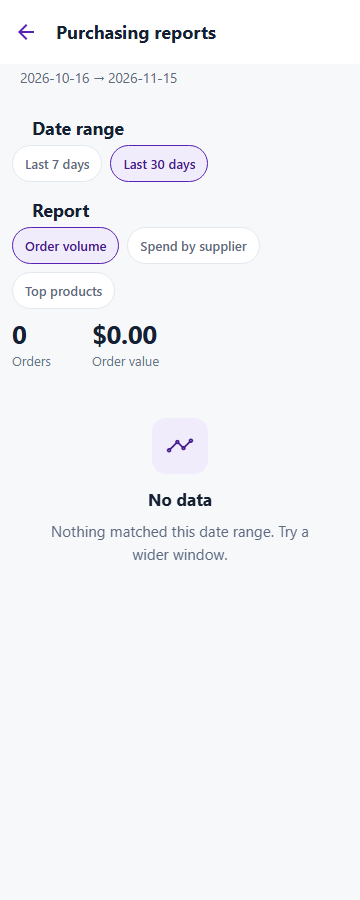 Purchasing reports
2026-10-16 → 2026-11-15
Date range
Last 7 days
Last 30 days
Report
Order volume
Spend by supplier
Top products
0
$0.00
Orders
Order value
No data
Nothing matched this date range. Try a
wider window.